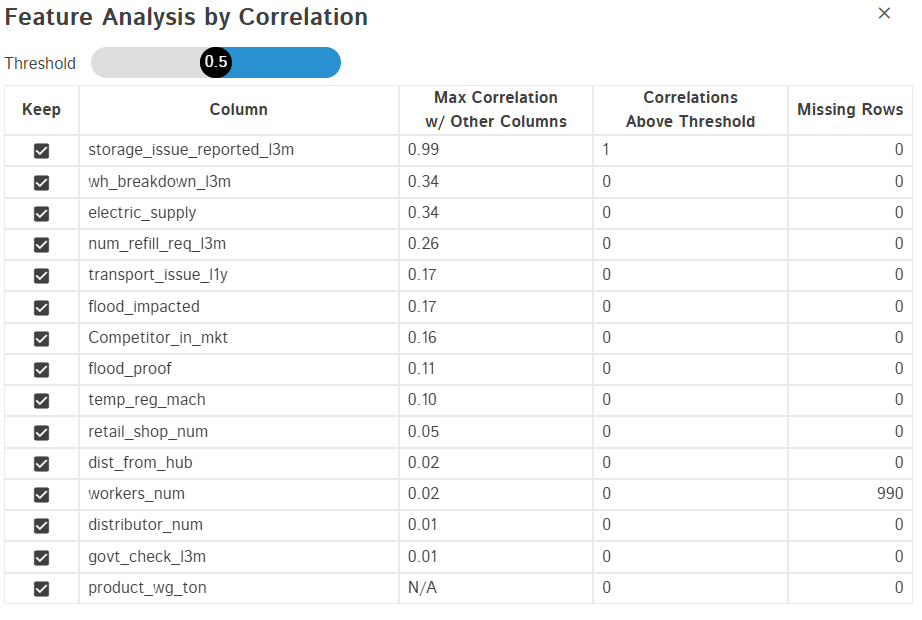 Feature Analysis by Correlation
Threshold 0.5
Keep Column Max Correlation w/ Other Columns Correlations Above Threshold Missing Rows
storage_issue_reported_l3m 0.99 1 0
wh_breakdown_l3m 0.34 0 0
electric_supply 0.34 0 0
num_refill_req_l3m 0.26 0 0
transport_issue_l1y 0.17 0 0
flood_impacted 0.17 0 0
Competitor_in_mkt 0.16 0 0
flood_proof 0.11 0 0
temp_reg_mach 0.10 0 0
retail_shop_num 0.05 0 0
dist_from_hub 0.02 0 0
workers_num 0.02 0 990
distributor_num 0.01 0 0
govt_check_l3m 0.01 0 0
product_wg_ton N/A 0 0